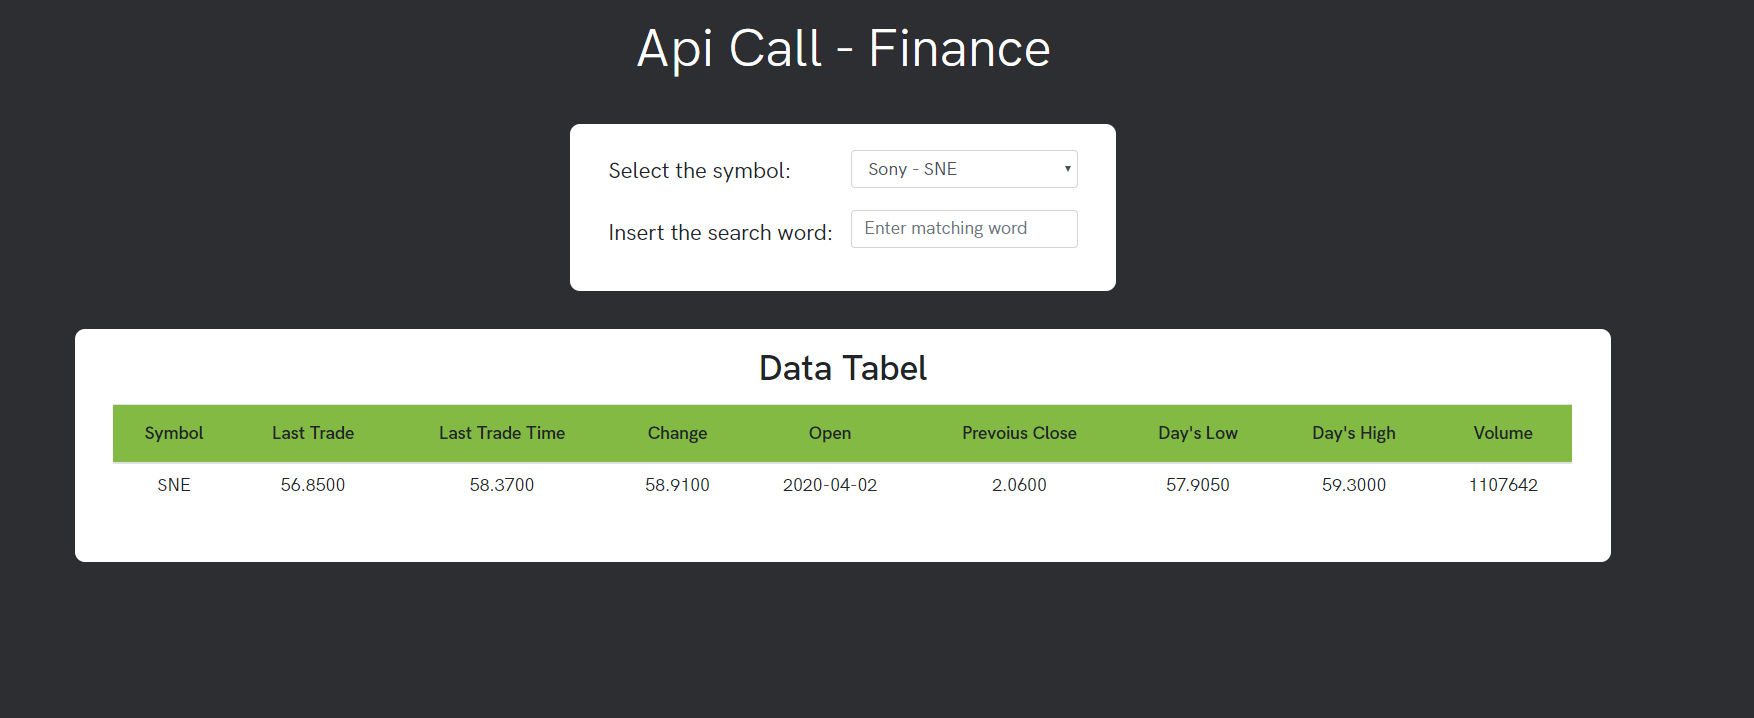 Api Call - Finance
Select the symbol: Sony - SNE
Insert the search word: Enter matching word
Data Tabel
Symbol Last Trade Last Trade Time Change Open Prevoius Close Day's Low Day's High Volume
SNE 56.8500 58.3700 58.9100 2020-04-02 2.0600 57.9050 59.3000 1107642